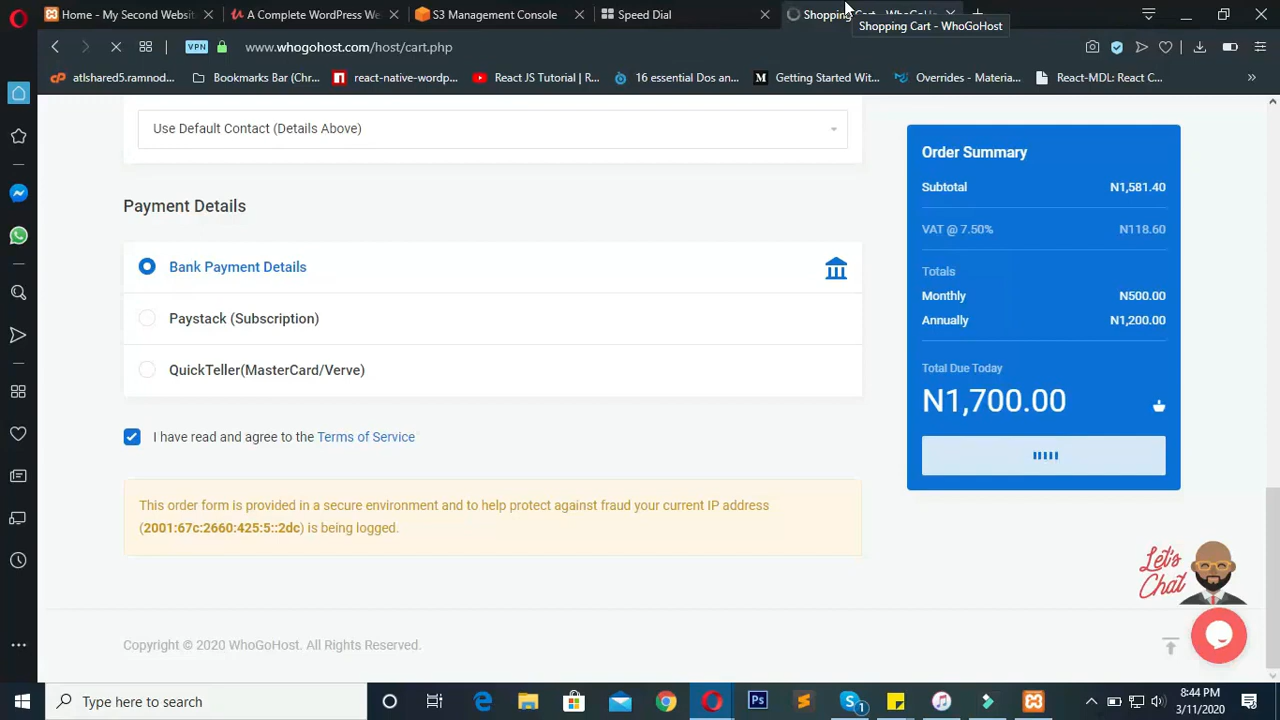 Home - My Second Websit
A Complete WordPress We
S3 Management Console
Speed Dial
Shopping Cart - WhoGoHo
Shopping Cart - WhoGoHost
VPN
www.whogohost.com/host/cart.php
atlshared5.ramnod...
Bookmarks Bar (Chr...
react-native-wordp...
React JS Tutorial | R...
16 essential Dos an...
Getting Started Wit...
Overrides - Materia...
React-MDL: React C...
Use Default Contact (Details Above)
Payment Details
Bank Payment Details
Paystack (Subscription)
QuickTeller(MasterCard/Verve)
I have read and agree to the Terms of Service
This order form is provided in a secure environment and to help protect against fraud your current IP address
(2001:67c:2660:425:5::2dc) is being logged.
Order Summary
Subtotal N1,581.40
VAT @ 7.50% N118.60
Totals
Monthly N500.00
Annually N1,200.00
Total Due Today
N1,700.00
Let's
Chat
Copyright © 2020 WhoGoHost. All Rights Reserved.
Type here to search
Ps
1
8:44 PM
3/11/2020